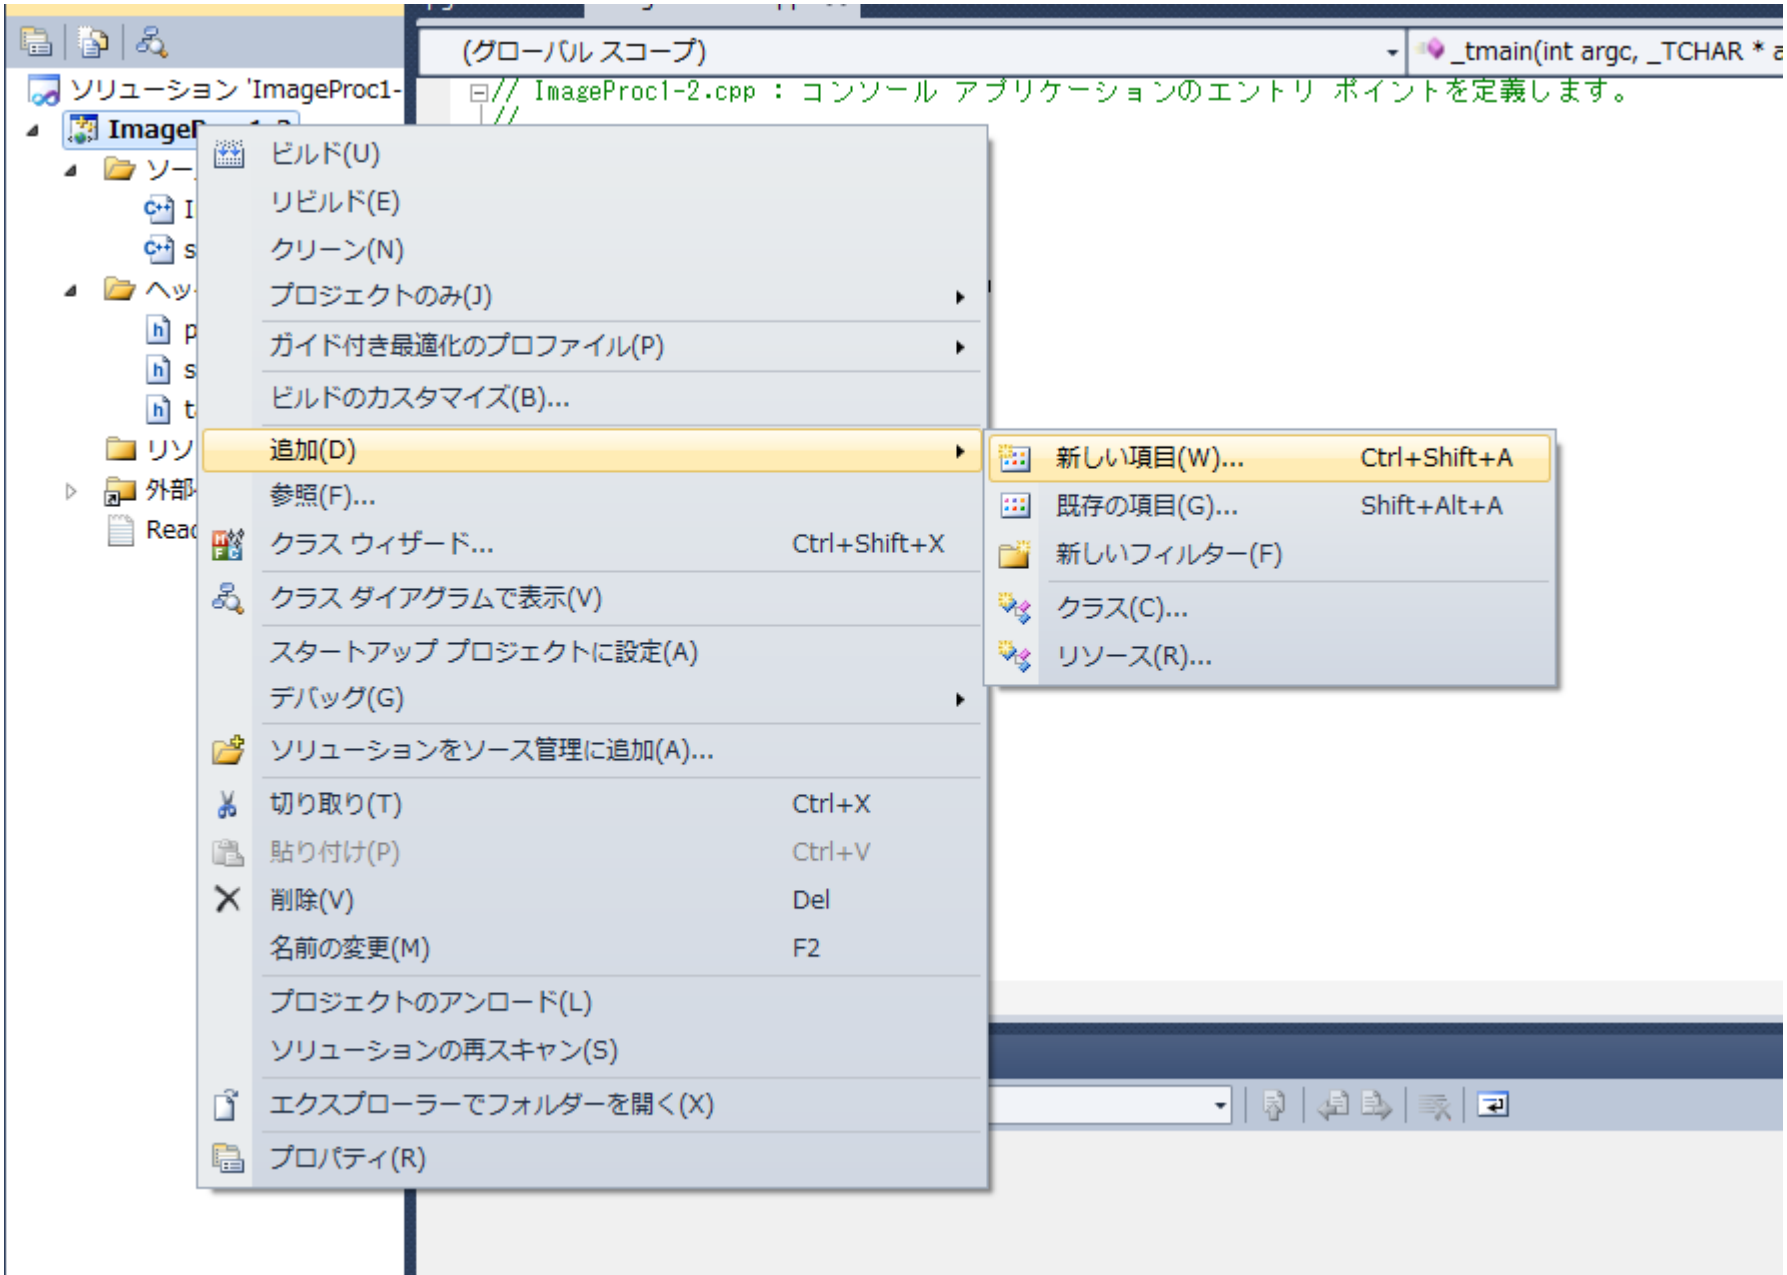 (グローバル スコープ)
_tmain(int argc, _TCHAR *
ソリューション 'ImageProc1-
// ImageProc1-2.cpp : コンソール アプリケーションのエントリ ポイントを定義します。
//
ビルド(U)
リビルド(E)
クリーン(N)
プロジェクトのみ(J)
ガイド付き最適化のプロファイル(P)
ビルドのカスタマイズ(B)...
追加(D)
参照(F)...
クラス ウィザード... Ctrl+Shift+X
クラス ダイアグラムで表示(V)
スタートアップ プロジェクトに設定(A)
デバッグ(G)
ソリューションをソース管理に追加(A)...
切り取り(T) Ctrl+X
貼り付け(P) Ctrl+V
削除(V) Del
名前の変更(M) F2
プロジェクトのアンロード(L)
ソリューションの再スキャン(S)
エクスプローラーでフォルダーを開く(X)
プロパティ(R)
新しい項目(W)... Ctrl+Shift+A
既存の項目(G)... Shift+Alt+A
新しいフィルター(F)
クラス(C)...
リソース(R)...